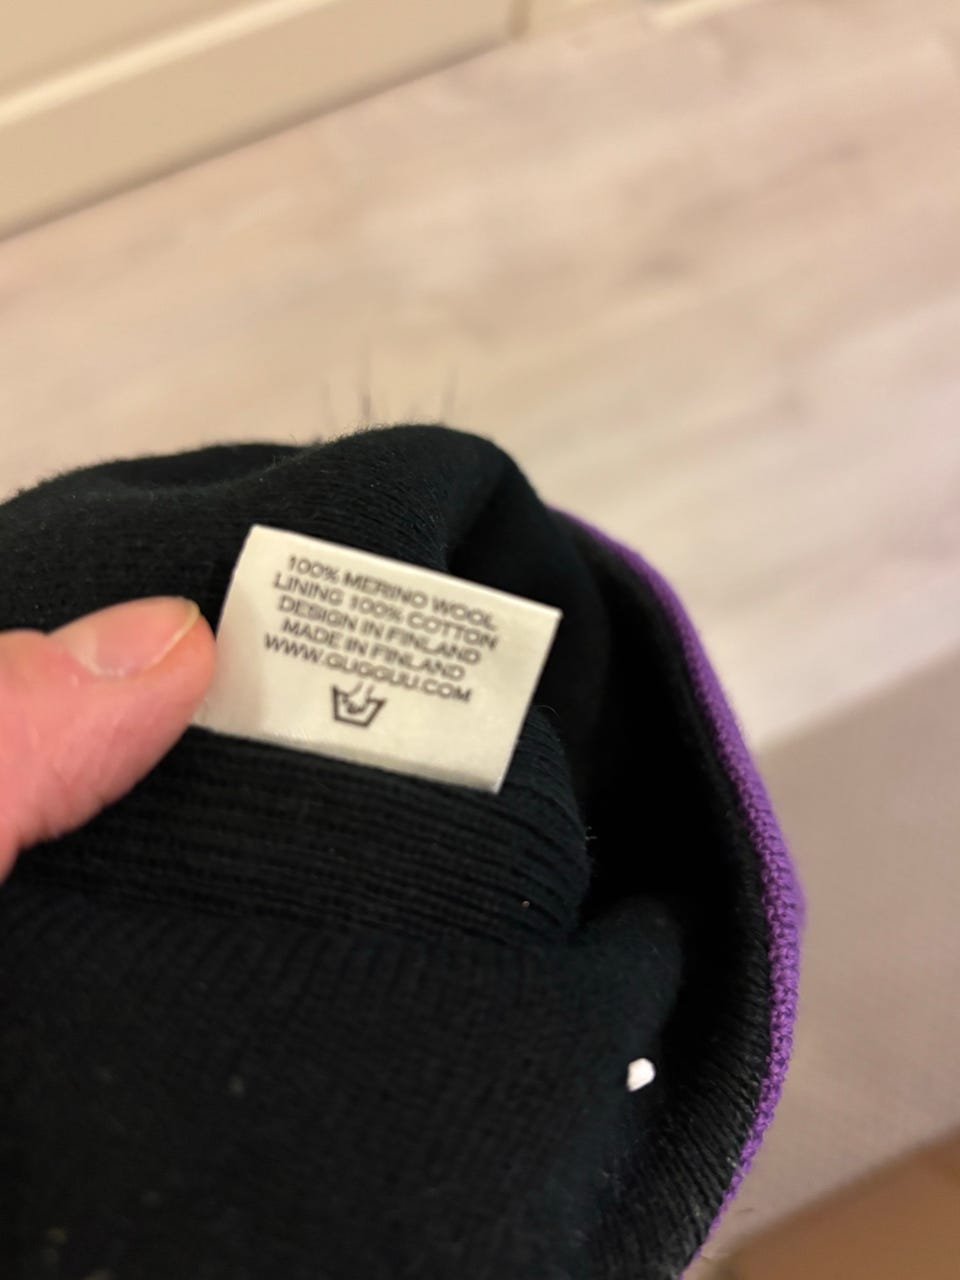 100% MERINO WOOL
LINING 100% COTTON
DESIGN IN FINLAND
MADE IN FINLAND
WWW.GUGGUU.COM